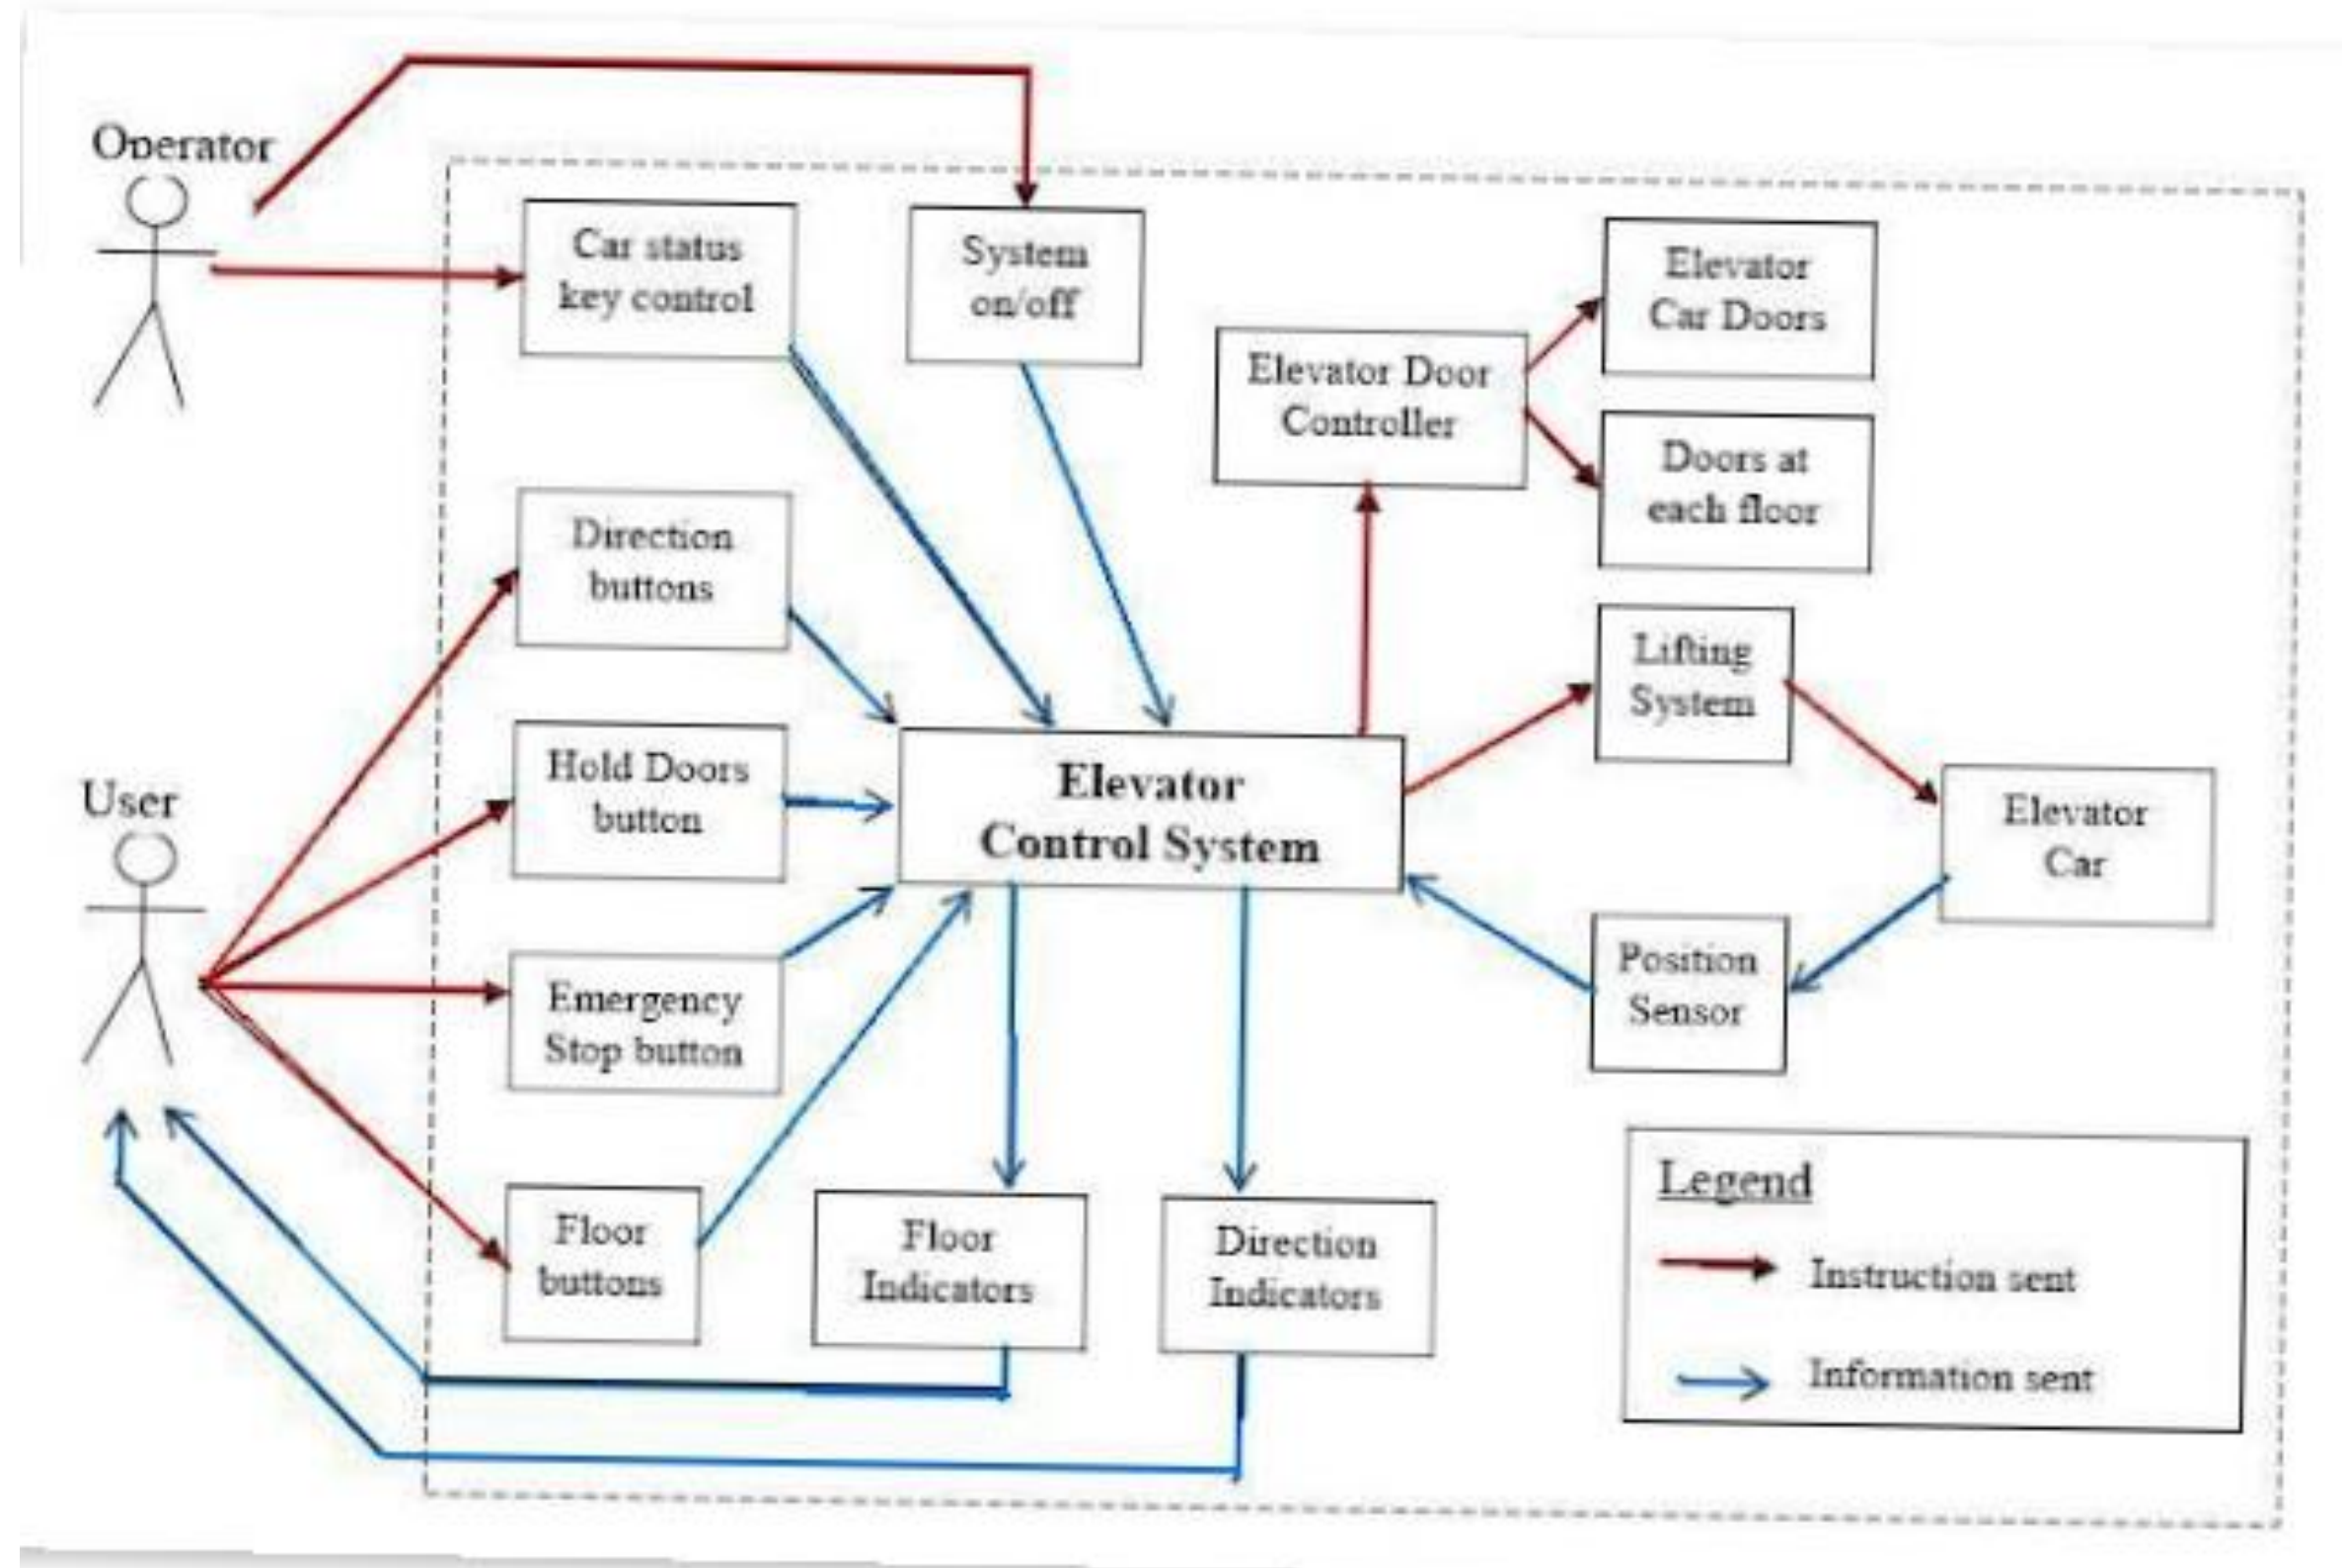 Operator
Car status
key control
System
on/off
Elevator
Car Doors
Elevator Door
Controller
Doors at
each floor
Direction
buttons
Lifting
System
Hold Doors
button
Elevator
Control System
Elevator
Car
User
Position
Sensor
Emergency
Stop button
Floor
buttons
Floor
Indicators
Direction
Indicators
Legend
Instruction sent
Information sent